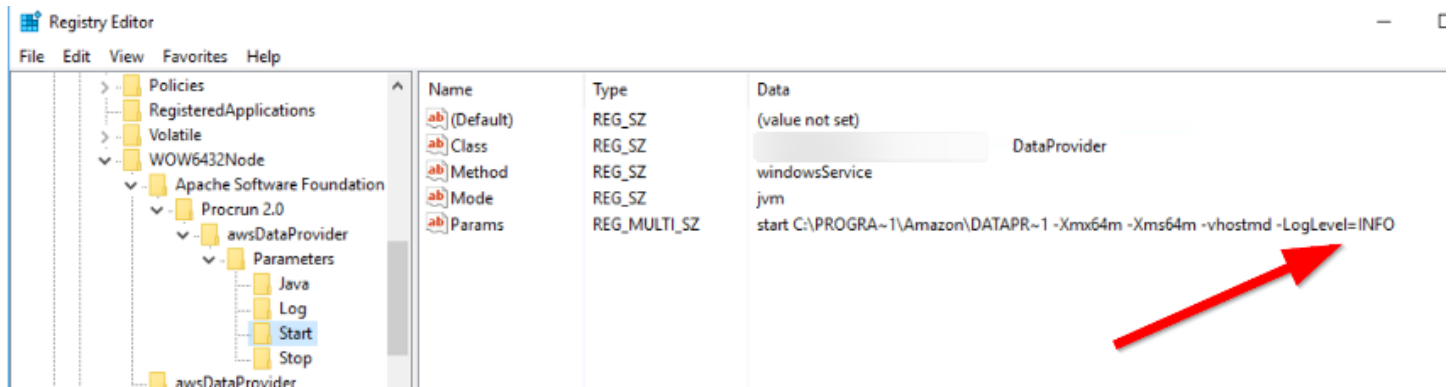 Registry Editor
File Edit View Favorites Help
Policies
RegisteredApplications
Volatile
WOW6432Node
Apache Software Foundation
Procrun 2.0
awsDataProvider
Parameters
Java
Log
Start
Stop
awsDataProvider
Name Type Data
(Default) REG_SZ (value not set)
Class REG_SZ DataProvider
Method REG_SZ windowsService
Mode REG_SZ jvm
Params REG_MULTI_SZ start C:\PROGRA~1\Amazon\DATAPR~1 -Xmx64m -Xms64m -vhostmd -LogLevel=INFO